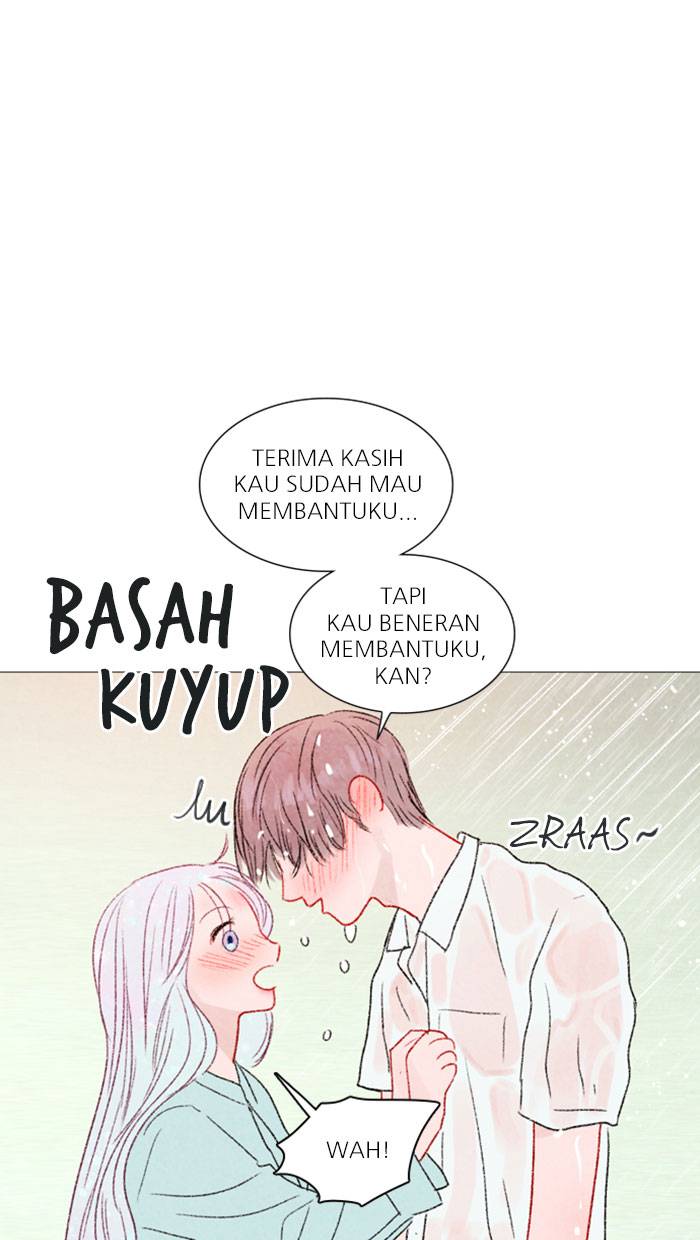 TERIMA KASIH
KAU SUDAH MAU
MEMBANTUKU...
TAPI
KAU BENERAN
MEMBANTUKU,
KAN?
BASAH
KUYUP
ZRAAS~
WAH!